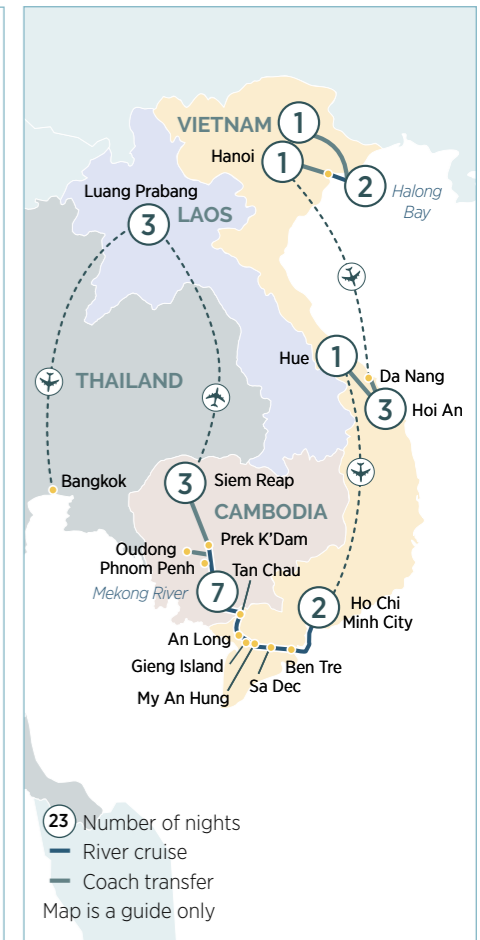 VIETNAM
1
Hanoi
1
2
Halong
Bay
Luang Prabang
3
LAOS
THAILAND
Hue
1
Da Nang
3
Hoi An
Bangkok
3
Siem Reap
CAMBODIA
Prek K'Dam
Oudong
Phnom Penh
Tan Chau
Mekong River
7
2
Ho Chi
Minh City
An Long
Gieng Island
Ben Tre
Sa Dec
My An Hung
23 Number of nights
River cruise
Coach transfer
Map is a guide only